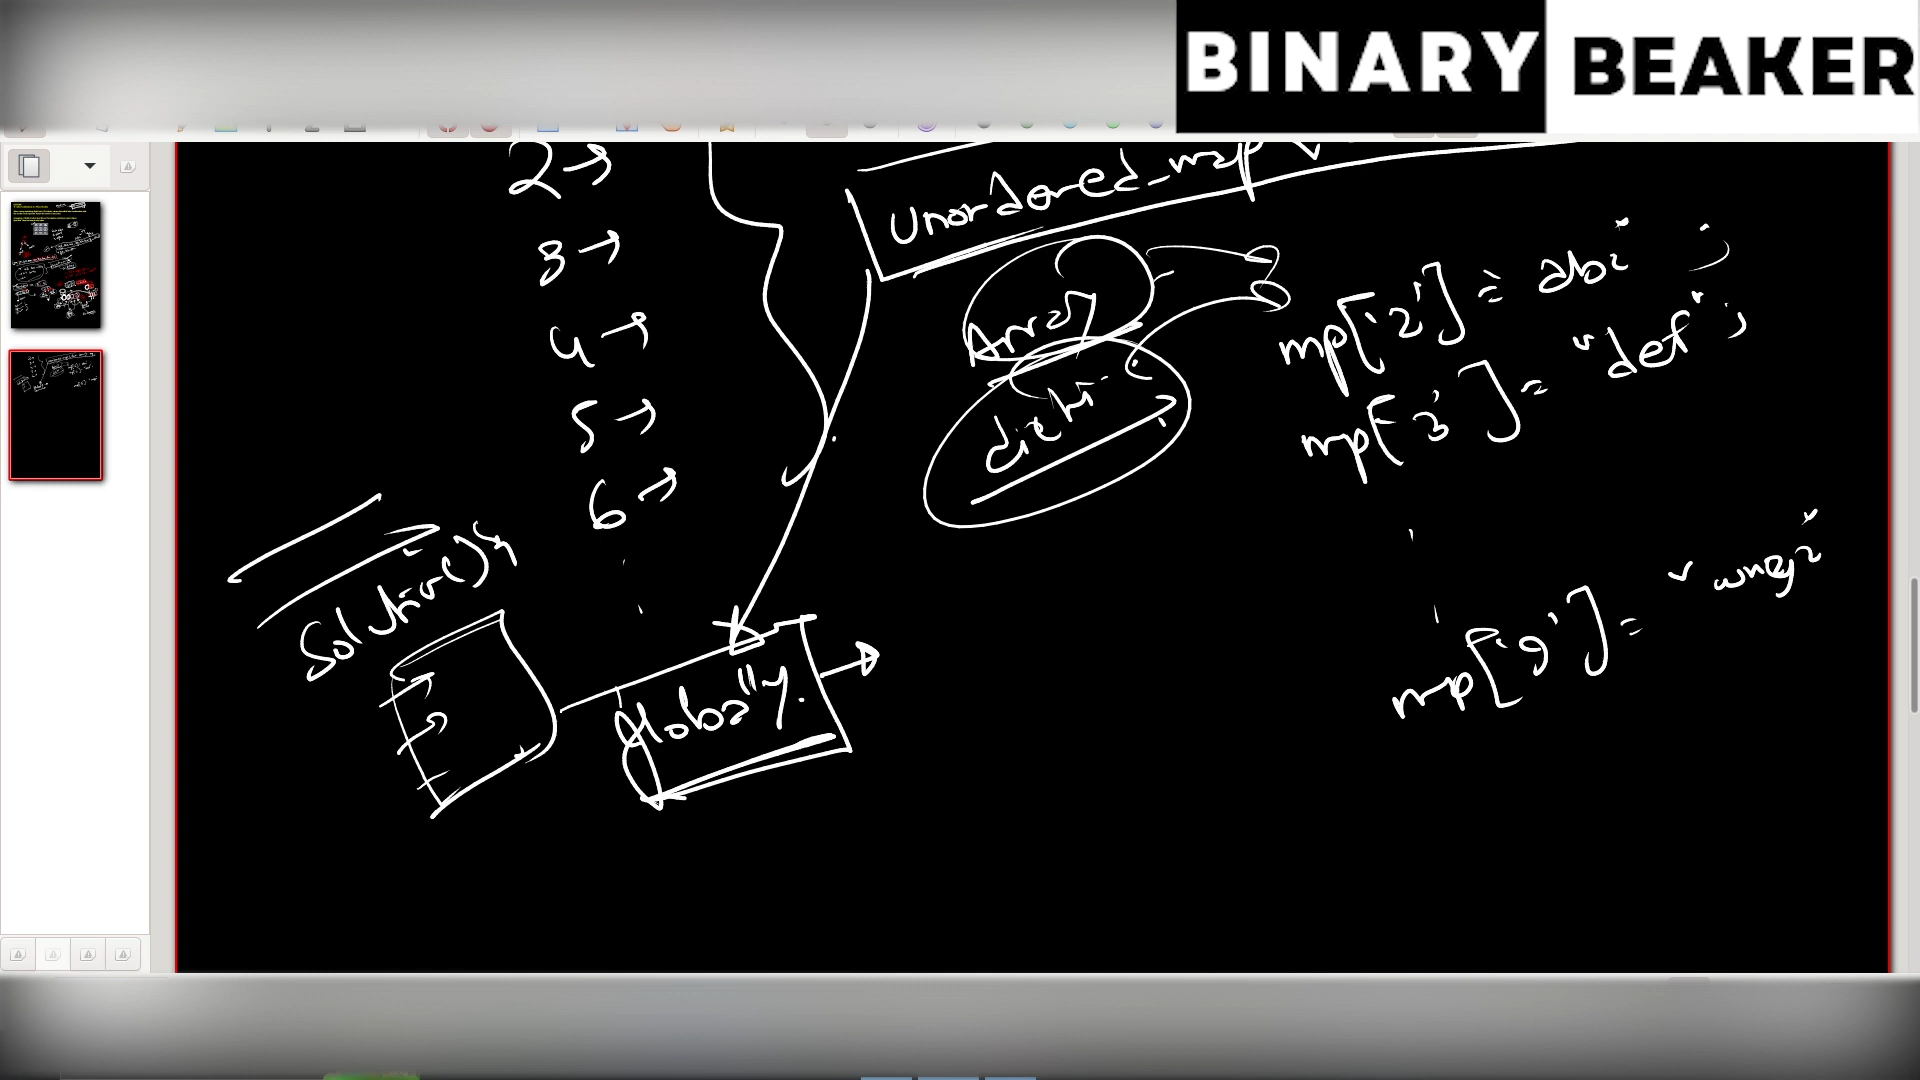 BINARY BEAKER
2 →
Unordered_map
3 →
Array
mp['2'] = "abc" ;
4 →
mp['3'] = "def" ;
5 →
6 →
Solution() {
mp['9'] =
Globally.